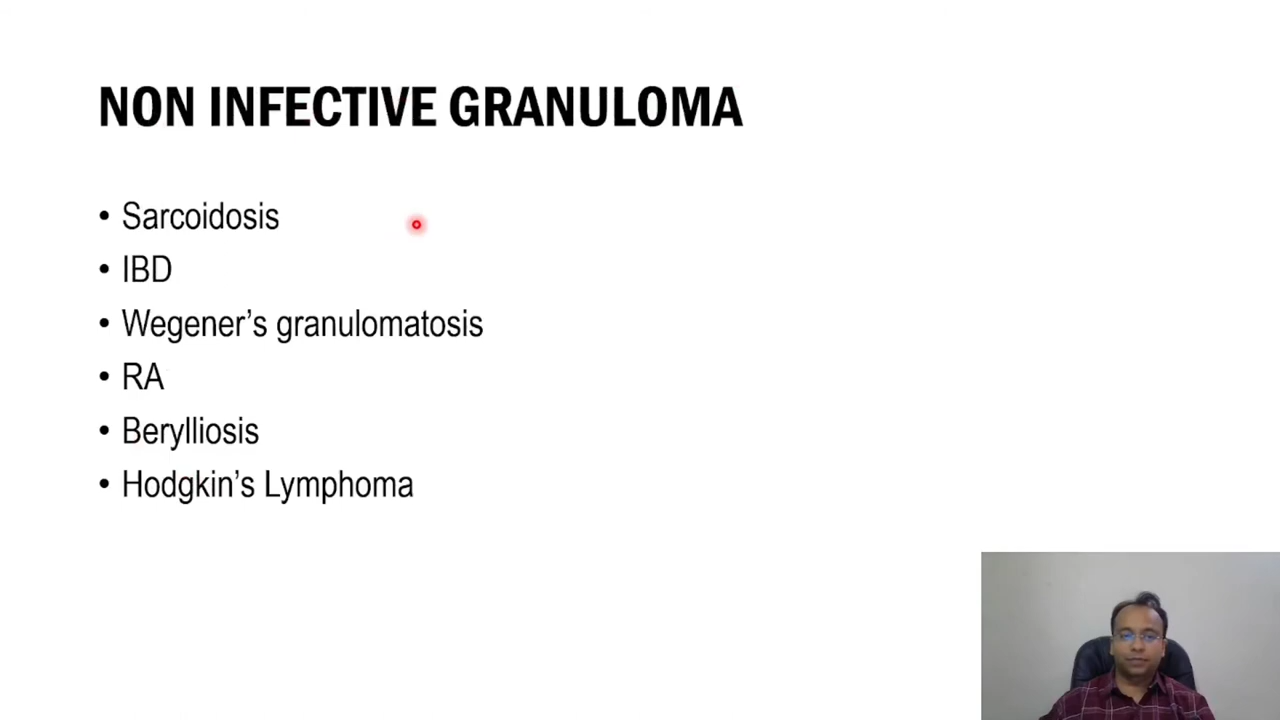 NON INFECTIVE GRANULOMA
• Sarcoidosis
• IBD
• Wegener’s granulomatosis
• RA
• Berylliosis
• Hodgkin’s Lymphoma